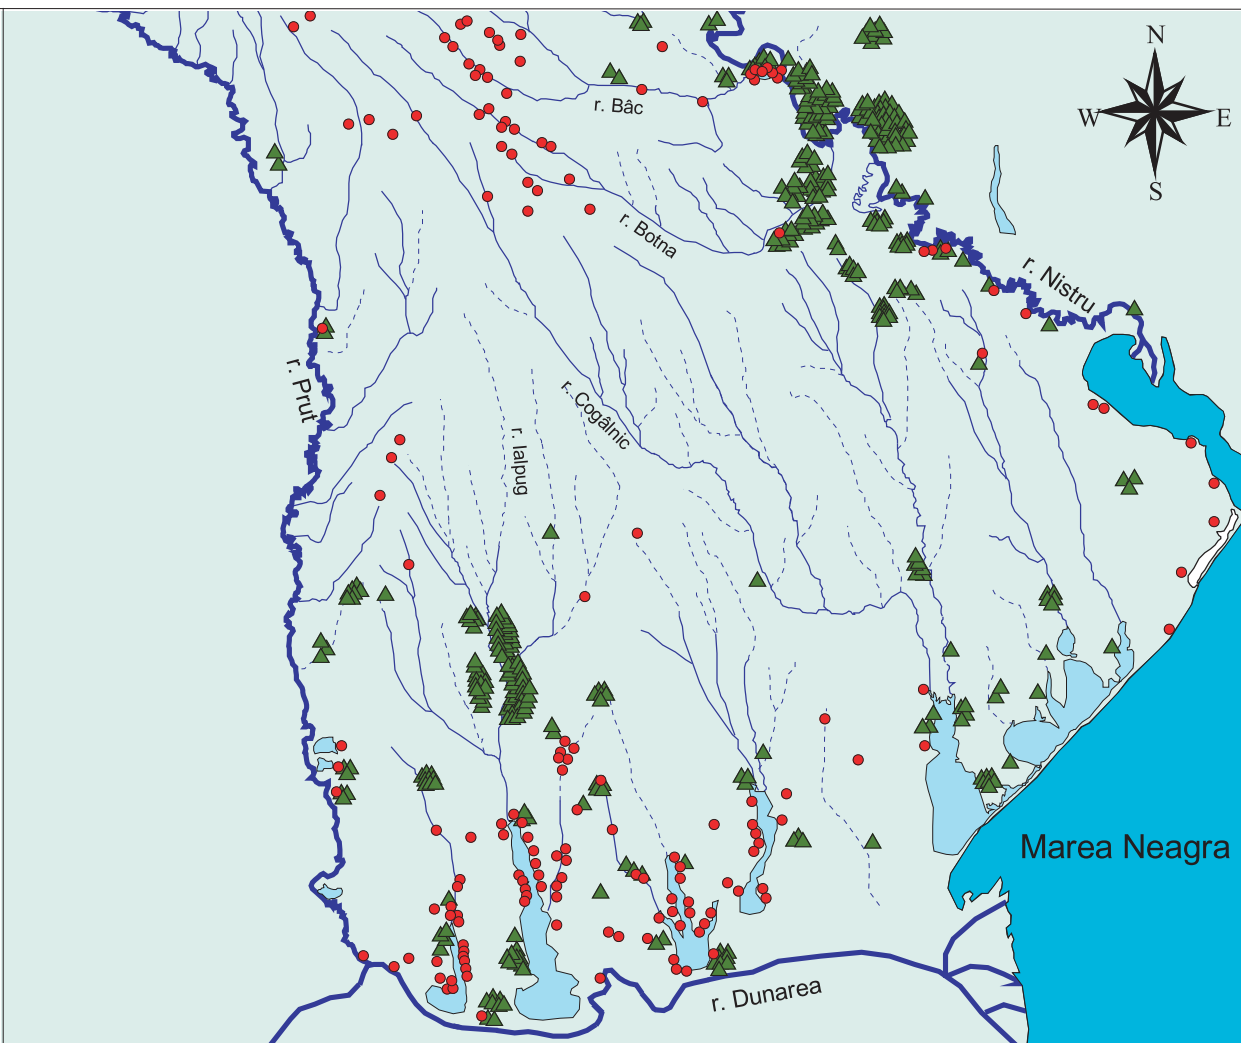 N
W
E
S
r. Bâc
r. Botna
r. Nistru
r. Prut
r. Cogâlnic
r. Ialpug
Marea Neagra
r. Dunarea